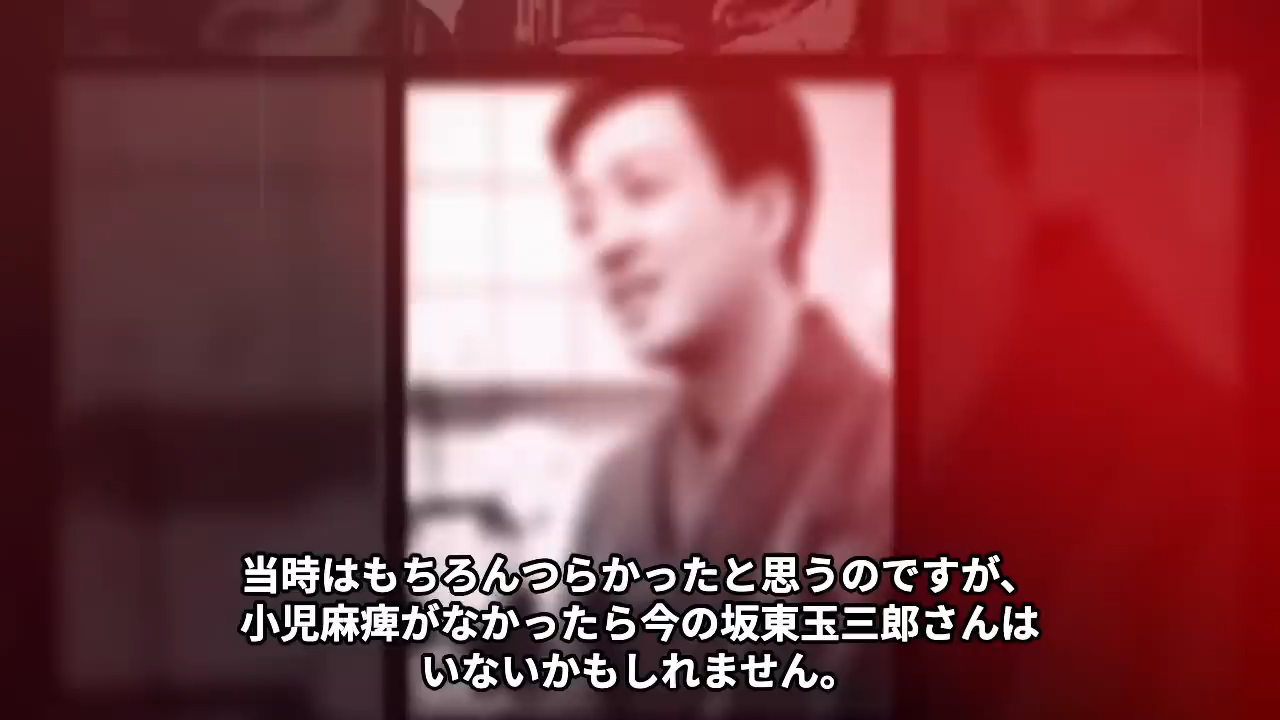 当時はもちろんつらかったと思うのですが、
小児麻痺がなかったら今の坂東玉三郎さんは
いないかもしれません。